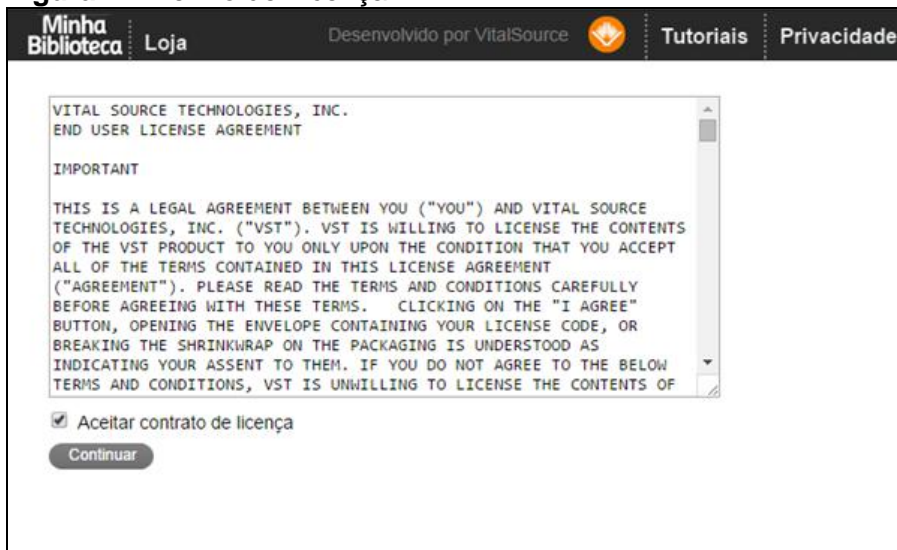 Minha
Biblioteca Loja Desenvolvido por VitalSource Tutoriais Privacidade
VITAL SOURCE TECHNOLOGIES, INC.
END USER LICENSE AGREEMENT
IMPORTANT
THIS IS A LEGAL AGREEMENT BETWEEN YOU ("YOU") AND VITAL SOURCE
TECHNOLOGIES, INC. ("VST"). VST IS WILLING TO LICENSE THE CONTENTS
OF THE VST PRODUCT TO YOU ONLY UPON THE CONDITION THAT YOU ACCEPT
ALL OF THE TERMS CONTAINED IN THIS LICENSE AGREEMENT
("AGREEMENT"). PLEASE READ THE TERMS AND CONDITIONS CAREFULLY
BEFORE AGREEING WITH THESE TERMS. CLICKING ON THE "I AGREE"
BUTTON, OPENING THE ENVELOPE CONTAINING YOUR LICENSE CODE, OR
BREAKING THE SHRINKWRAP ON THE PACKAGING IS UNDERSTOOD AS
INDICATING YOUR ASSENT TO THEM. IF YOU DO NOT AGREE TO THE BELOW
TERMS AND CONDITIONS, VST IS UNWILLING TO LICENSE THE CONTENTS OF
Aceitar contrato de licença
Continuar